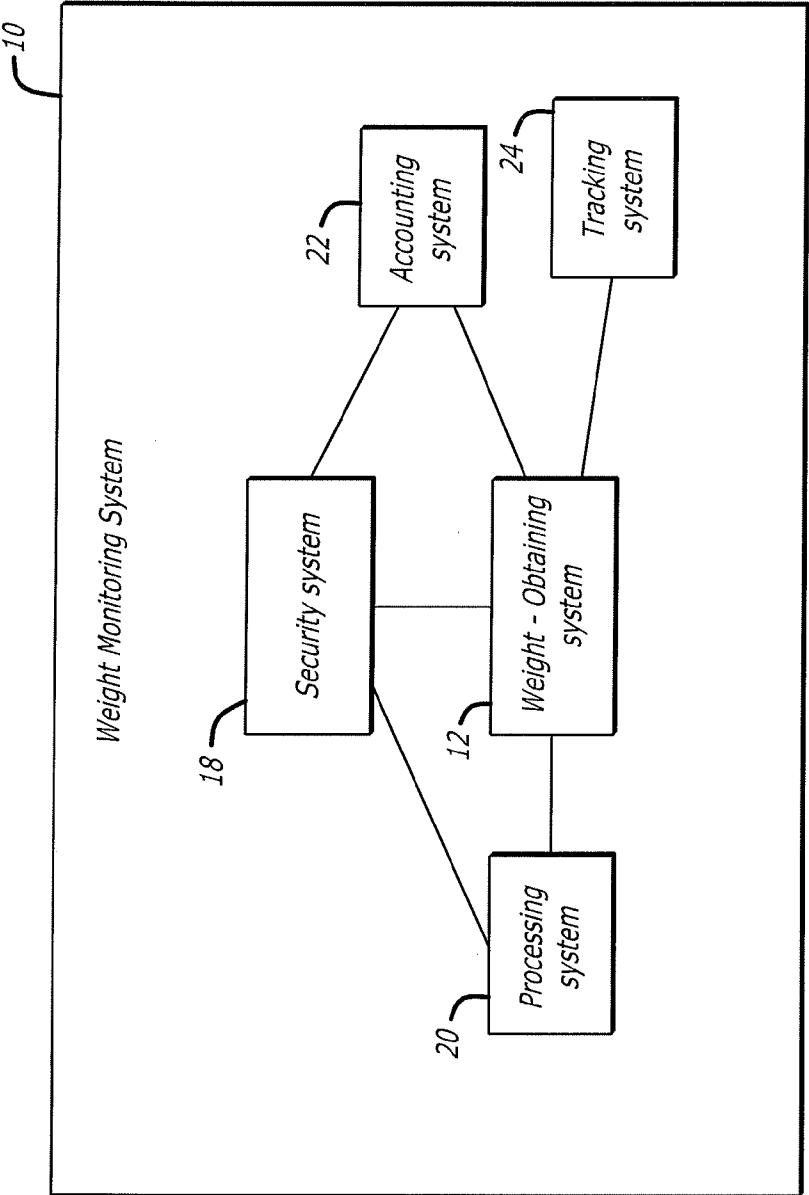 10
Weight Monitoring System
18
Security system
22
Accounting
system
12
Weight - Obtaining
system
20
Processing
system
24
Tracking
system